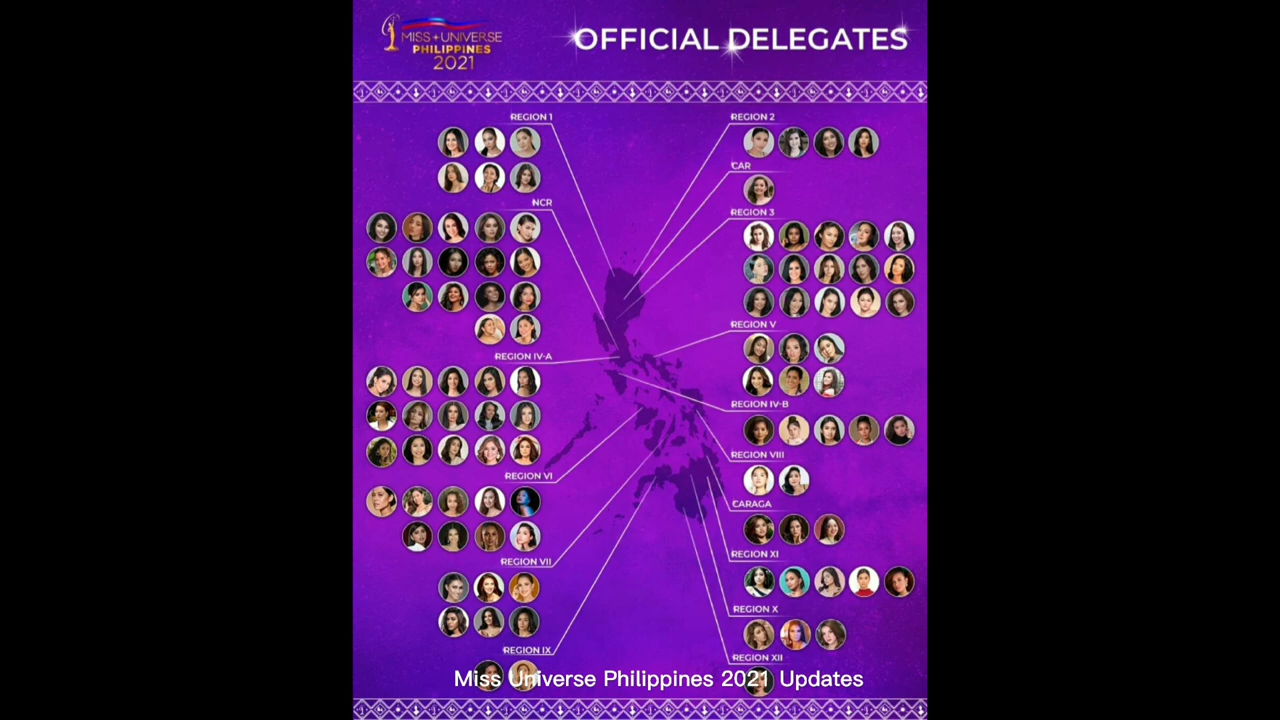 MISS UNIVERSE
PHILIPPINES
2021
OFFICIAL DELEGATES
REGION 1
NCR
REGION IV-A
REGION VI
REGION VII
REGION IX
REGION 2
CAR
REGION 3
REGION V
REGION IV-B
REGION VIII
CARAGA
REGION XI
REGION X
REGION XII
Miss Universe Philippines 2021 Updates